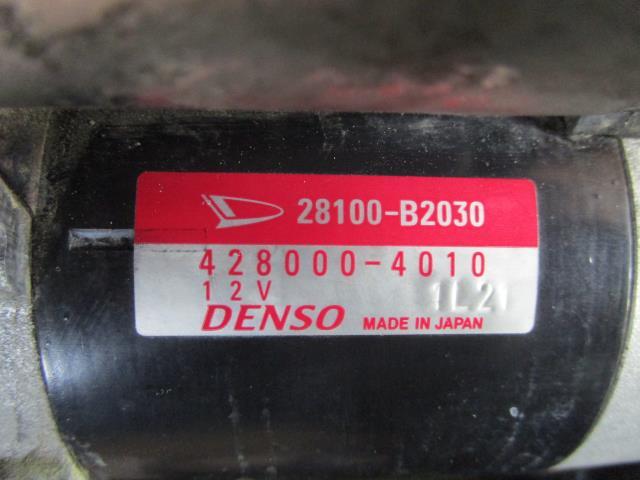 28100-B2030
428000-4010
12V 1L21
DENSO MADE IN JAPAN